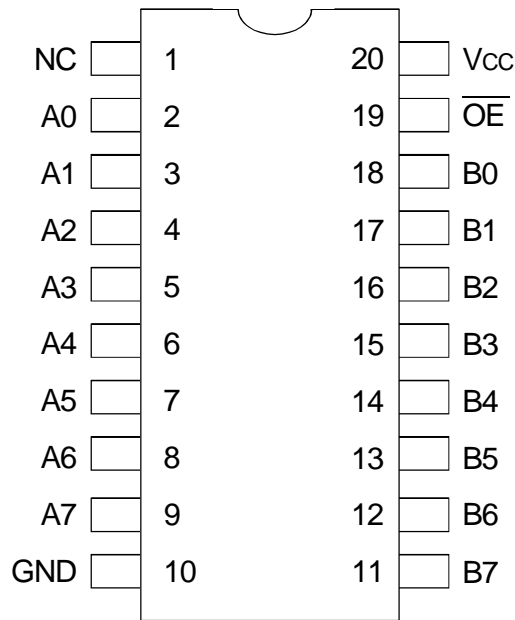 NC 1 20 Vcc
A0 2 19 OE
A1 3 18 B0
A2 4 17 B1
A3 5 16 B2
A4 6 15 B3
A5 7 14 B4
A6 8 13 B5
A7 9 12 B6
GND 10 11 B7